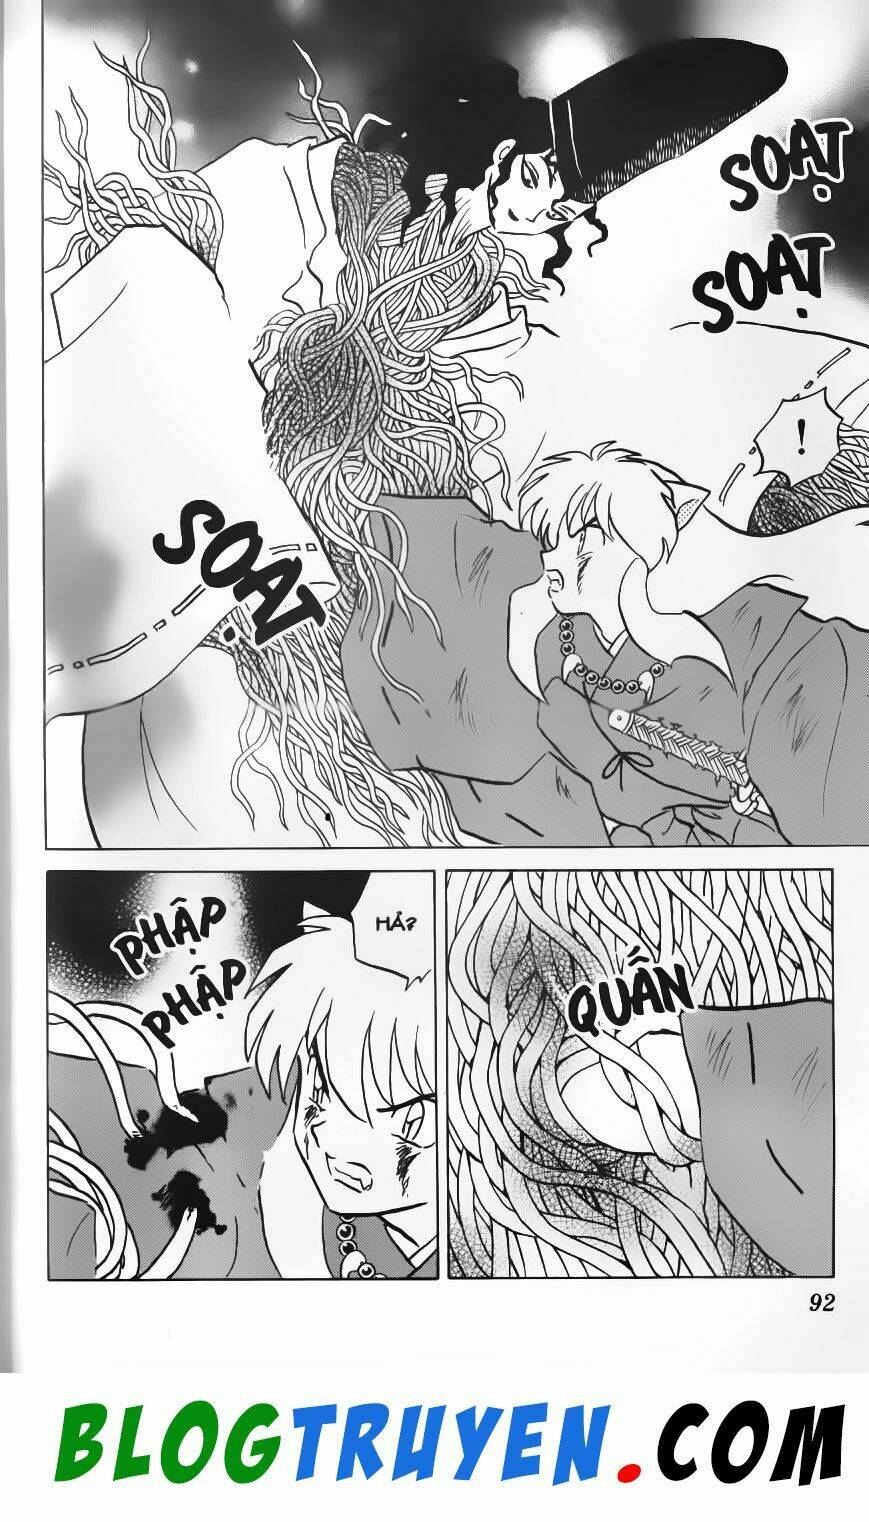 SOẠT
SOẠT
!
SOẠT
PHẬP
PHẬP
HẢ?
QUẤN
92
BLOGTRUYEN.COM